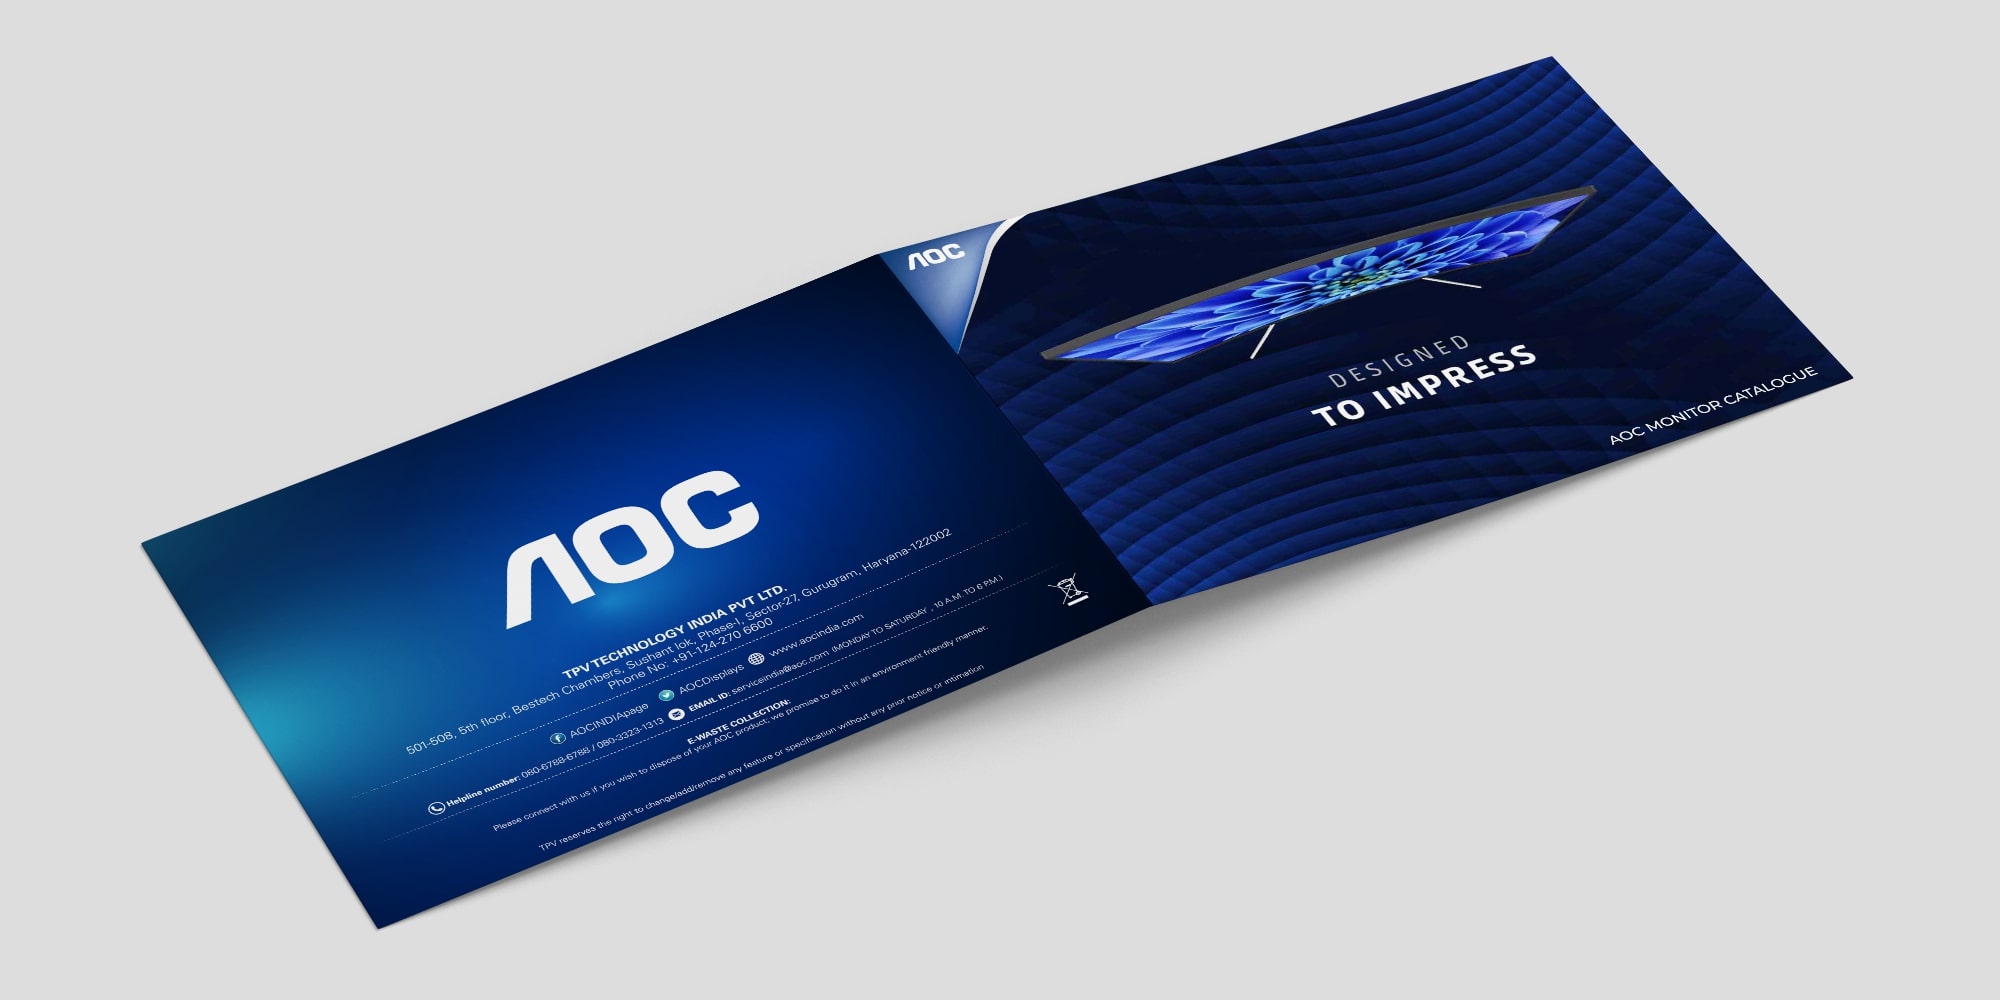 AOC
TPV TECHNOLOGY INDIA PVT LTD.
501-508, 5th floor, Bestech Chambers, Sushant lok, Phase-I, Sector-27, Gurugram, Haryana-122002
Phone No: +91-124-270 6600
AOCINDIApage AOCDisplays www.aocindia.com
Helpline number: 080-6788-6788 / 080-3323-1313 EMAIL ID: serviceindia@aoc.com (MONDAY TO SATURDAY , 10 A.M. TO 6 P.M.)
E-WASTE COLLECTION:
Please connect with us if you wish to dispose of your AOC product, we promise to do it in an environment friendly manner.
TPV reserves the right to change/add/remove any feature or specification without any prior notice or intimation
AOC
DESIGNED
TO IMPRESS
AOC MONITOR CATALOGUE